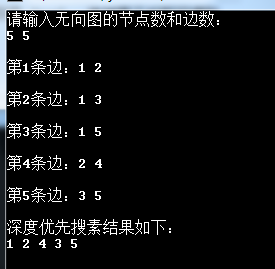 请输入无向图的节点数和边数：
5 5
第1条边：1 2
第2条边：1 3
第3条边：1 5
第4条边：2 4
第5条边：3 5
深度优先搜素结果如下：
1 2 4 3 5